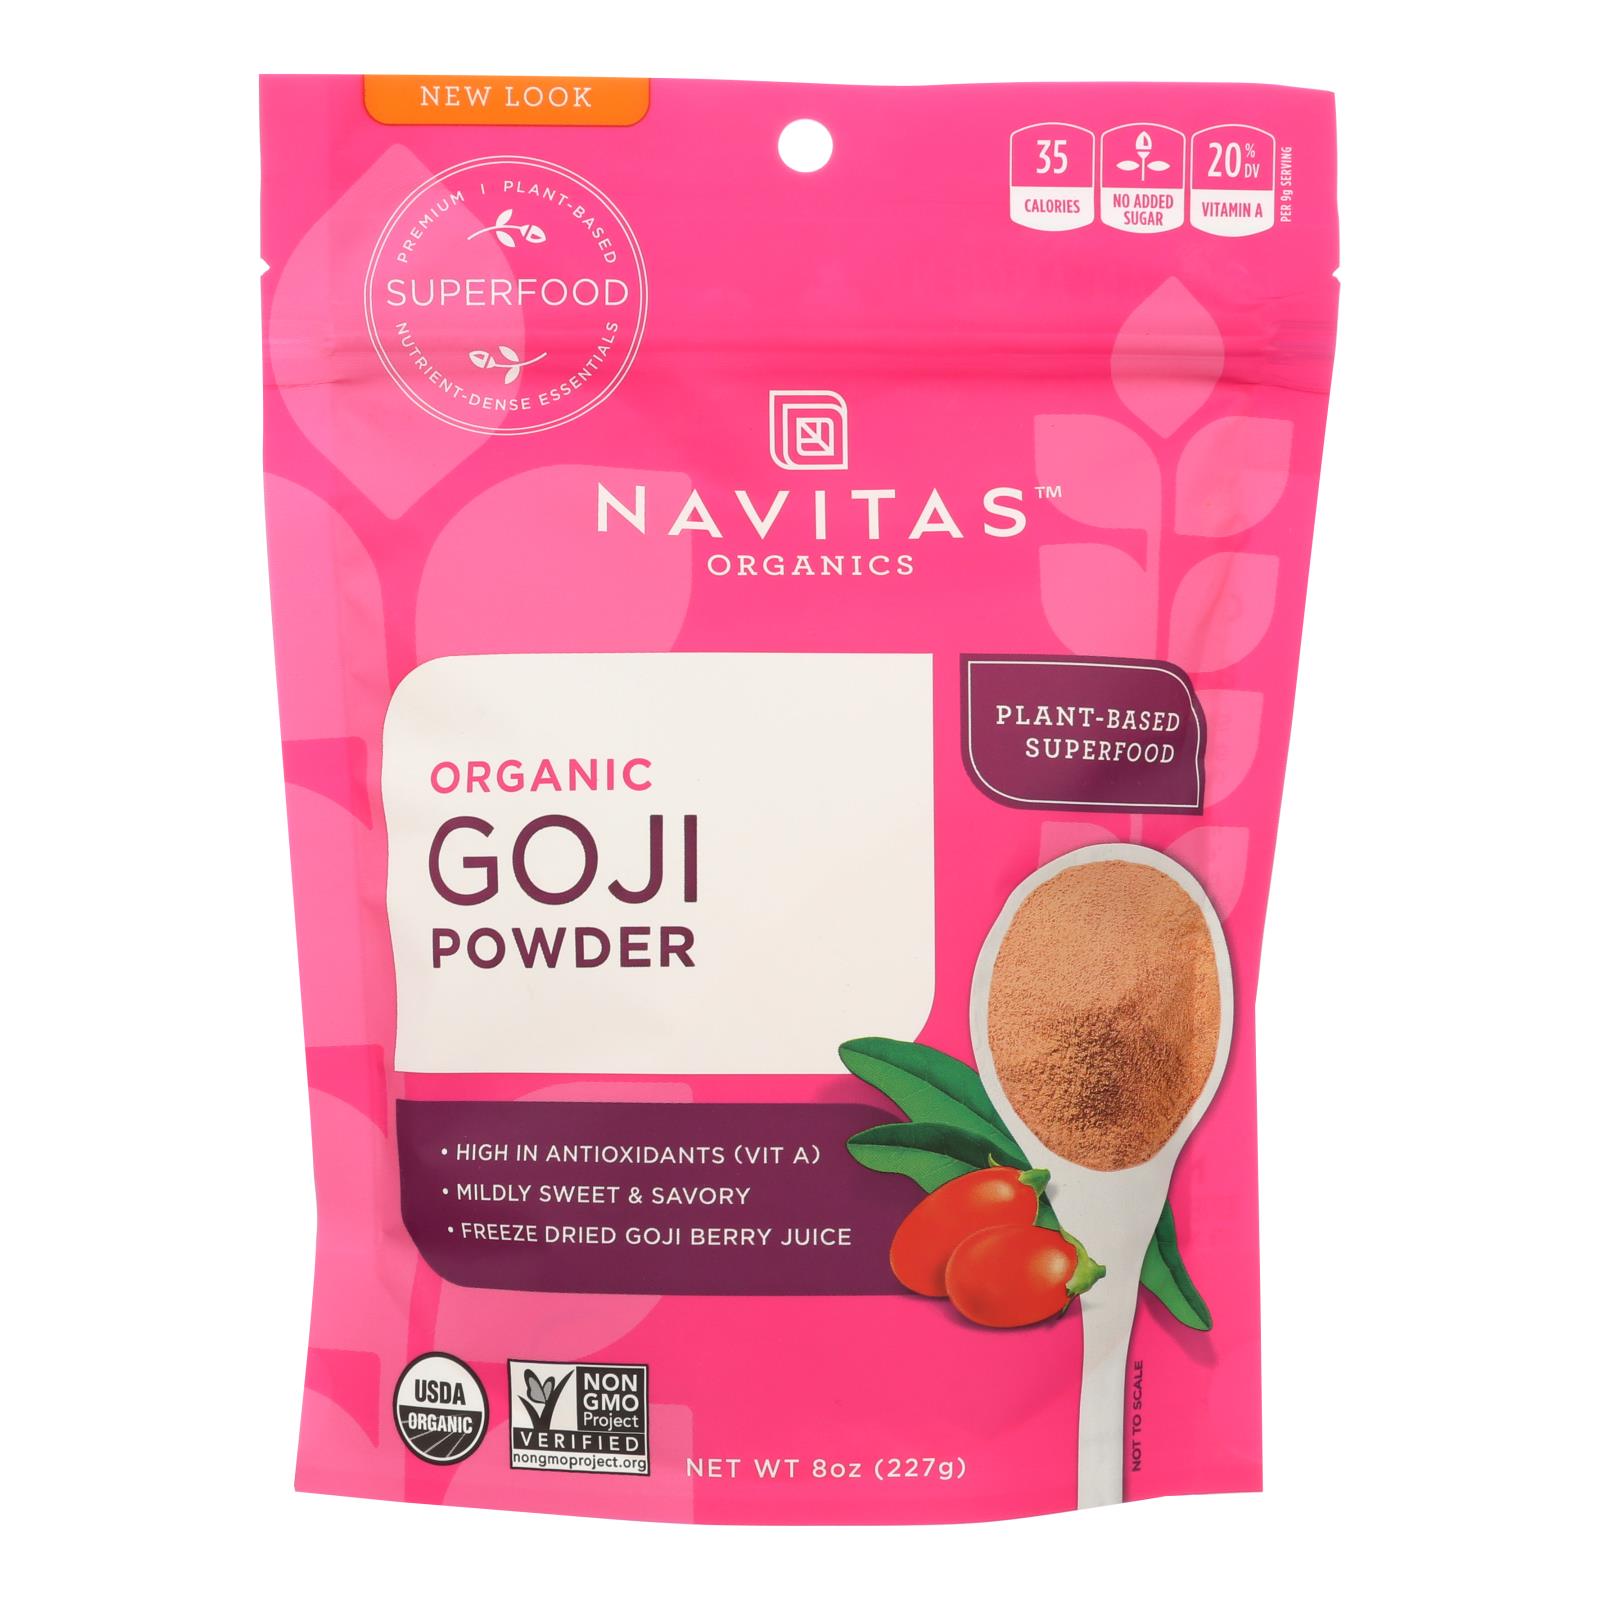 NEW LOOK
PREMIUM | PLANT-BASED
SUPERFOOD
NUTRIENT-DENSE ESSENTIALS
35
CALORIES
NO ADDED
SUGAR
20% DV
VITAMIN A
PER 9g SERVING
NAVITAS™
ORGANICS
PLANT-BASED
SUPERFOOD
ORGANIC
GOJI
POWDER
• HIGH IN ANTIOXIDANTS (VIT A)
• MILDLY SWEET & SAVORY
• FREEZE DRIED GOJI BERRY JUICE
USDA
ORGANIC
NON
GMO
Project
VERIFIED
nongmoproject.org
NET WT 8oz (227g)
NOT TO SCALE